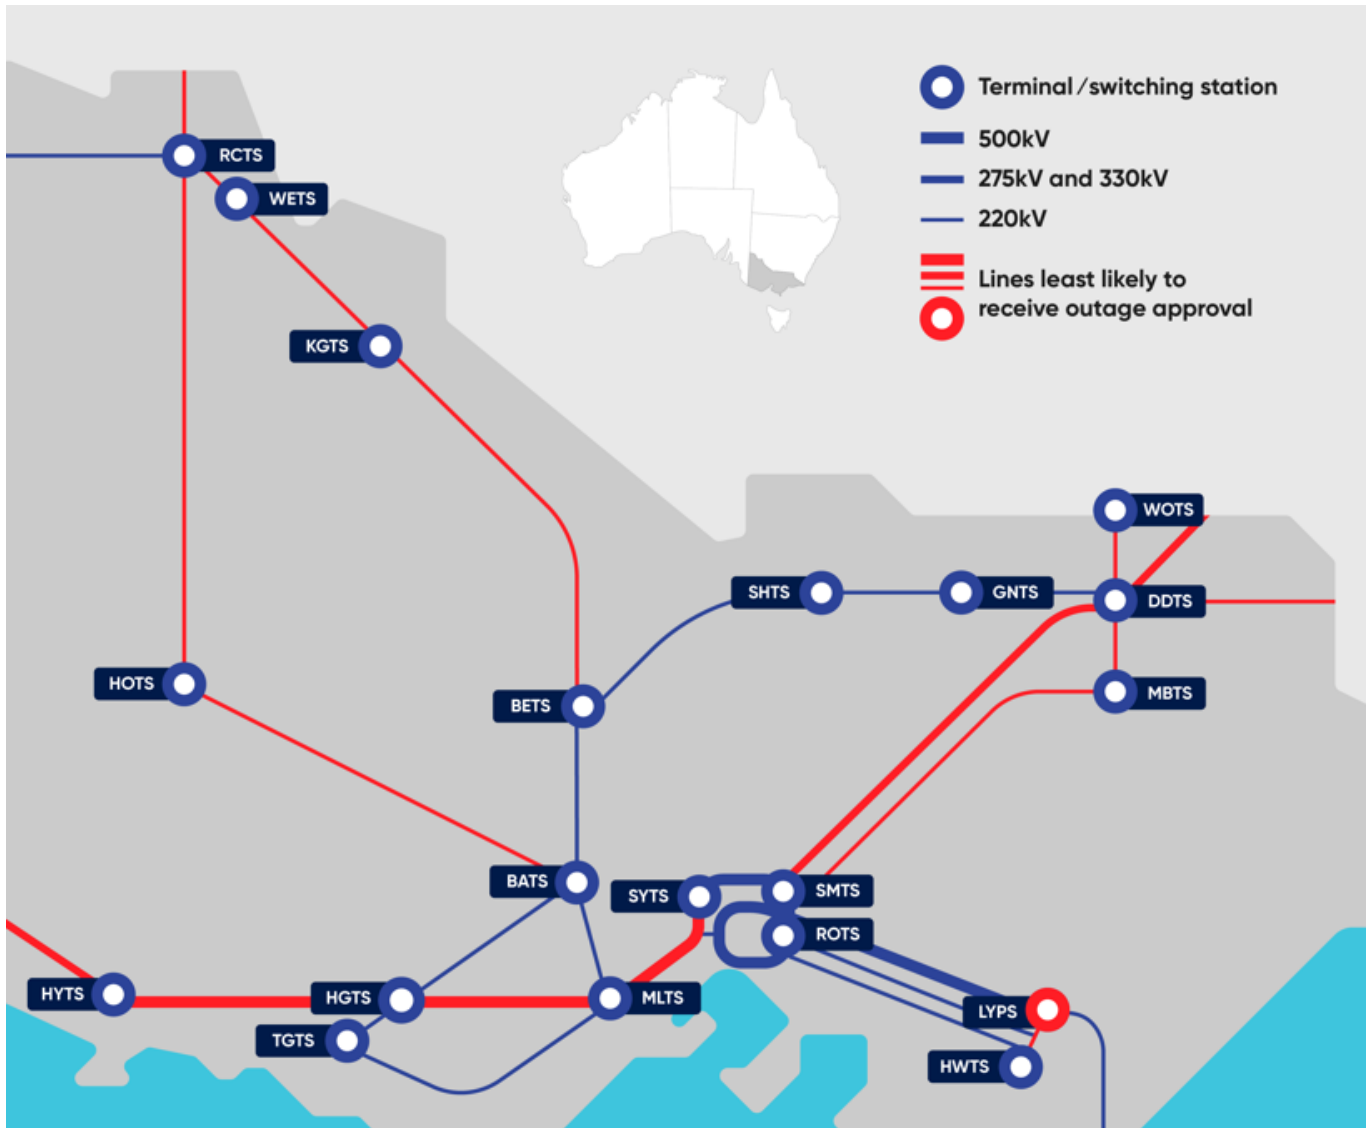 Terminal/switching station
500kV
275kV and 330kV
220kV
Lines least likely to
receive outage approval
RCTS
WETS
KGTS
WOTS
SHTS
GNTS
DDTS
HOTS
MBTS
BETS
BATS
SYTS
SMTS
ROTS
HYTS
HGTS
MLTS
LYPS
TGTS
HWTS